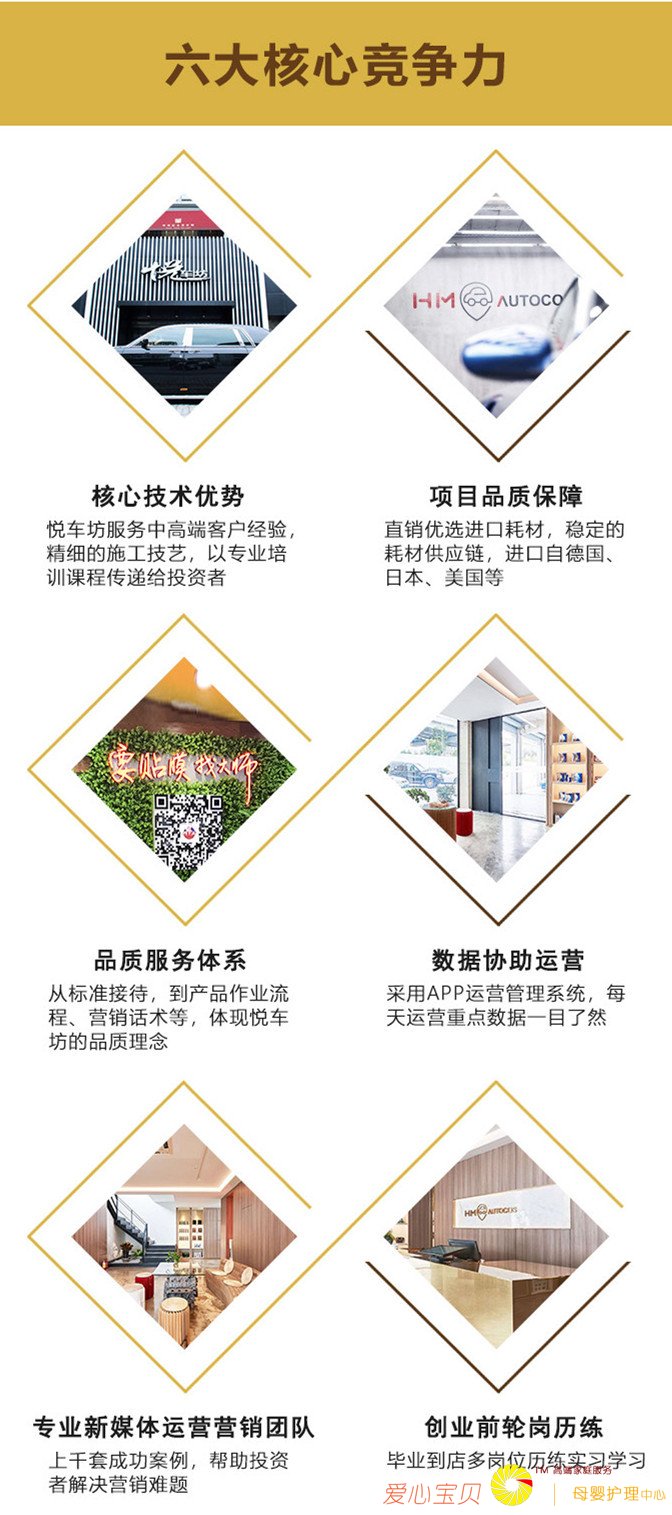 六大核心竞争力
悦车坊
HM AUTOCO
核心技术优势
悦车坊服务中高端客户经验，
精细的施工技艺，以专业培
训课程传递给投资者
项目品质保障
直销优选进口耗材，稳定的
耗材供应链，进口自德国、
日本、美国等
要贴膜 找大师
品质服务体系
从标准接待，到产品作业流
程、营销话术等，体现悦车
坊的品质理念
数据协助运营
采用APP运营管理系统，每
天运营重点数据一目了然
HM AUTOCARS
专业新媒体运营营销团队
上千套成功案例，帮助投资
者解决营销难题
创业前轮岗历练
毕业到店多岗位历练实习学习
TM 高端家庭服务
爱心宝贝 母婴护理中心